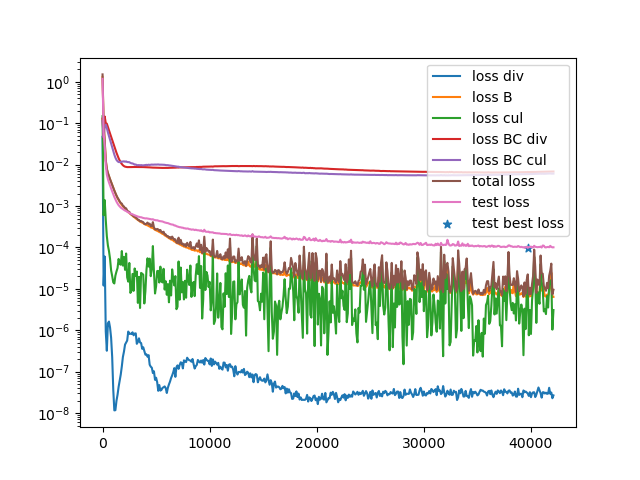 10^0
10^-1
10^-2
10^-3
10^-4
10^-5
10^-6
10^-7
10^-8
0
10000
20000
30000
40000
loss div
loss B
loss cul
loss BC div
loss BC cul
total loss
test loss
test best loss